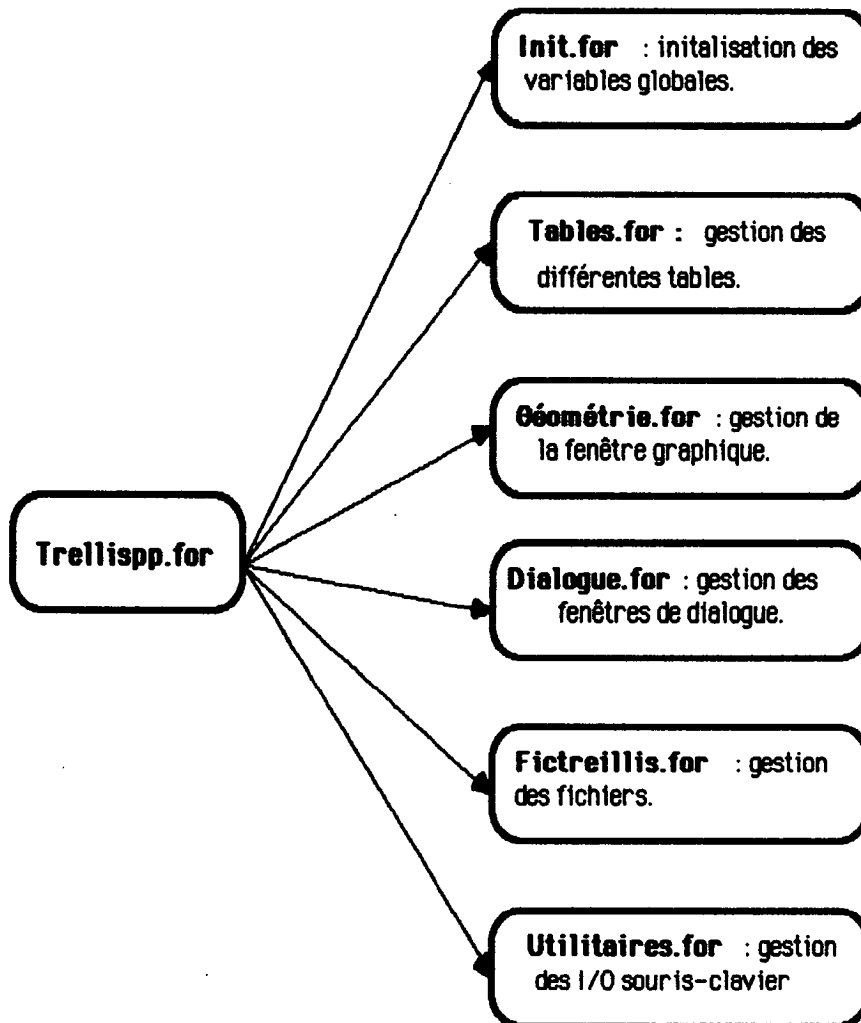 Init.for : initalisation des
variables globales.
Tables.for : gestion des
différentes tables.
Géométrie.for : gestion de
la fenêtre graphique.
Trellispp.for
Dialogue.for : gestion des
fenêtres de dialogue.
Fictreillis.for : gestion
des fichiers.
Utilitaires.for : gestion
des I/O souris-clavier